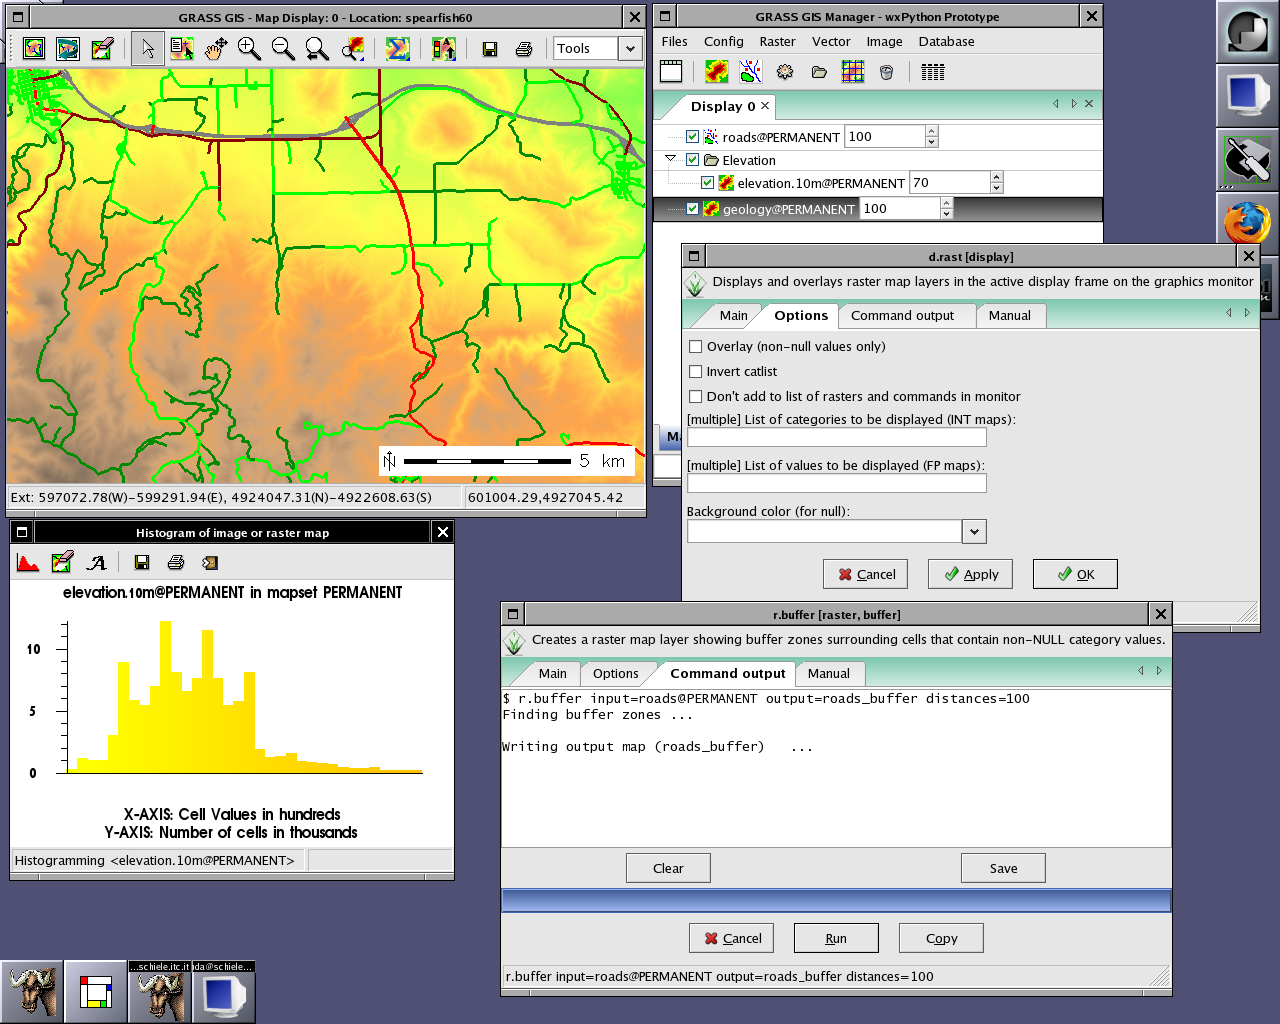 GRASS GIS - Map Display: 0 - Location: spearfish60
Tools
N
5 km
Ext: 597072.78(W)-599291.94(E), 4924047.31(N)-4922608.63(S)
601004.29,4927045.42
GRASS GIS Manager - wxPython Prototype
Files Config Raster Vector Image Database
Display 0
roads@PERMANENT 100
Elevation
elevation.10m@PERMANENT 70
geology@PERMANENT 100
d.rast [display]
Displays and overlays raster map layers in the active display frame on the graphics monitor
Main Options Command output Manual
Overlay (non-null values only)
Invert catlist
Don't add to list of rasters and commands in monitor
[multiple] List of categories to be displayed (INT maps):
[multiple] List of values to be displayed (FP maps):
Background color (for null):
Cancel Apply OK
Histogram of image or raster map
elevation.10m@PERMANENT in mapset PERMANENT
10
5
0
X-AXIS: Cell Values in hundreds
Y-AXIS: Number of cells in thousands
Histogramming <elevation.10m@PERMANENT>
r.buffer [raster, buffer]
Creates a raster map layer showing buffer zones surrounding cells that contain non-NULL category values.
Main Options Command output Manual
$ r.buffer input=roads@PERMANENT output=roads_buffer distances=100
Finding buffer zones ...
Writing output map (roads_buffer) ...
Clear Save
Cancel Run Copy
r.buffer input=roads@PERMANENT output=roads_buffer distances=100
...schiele.itc.it